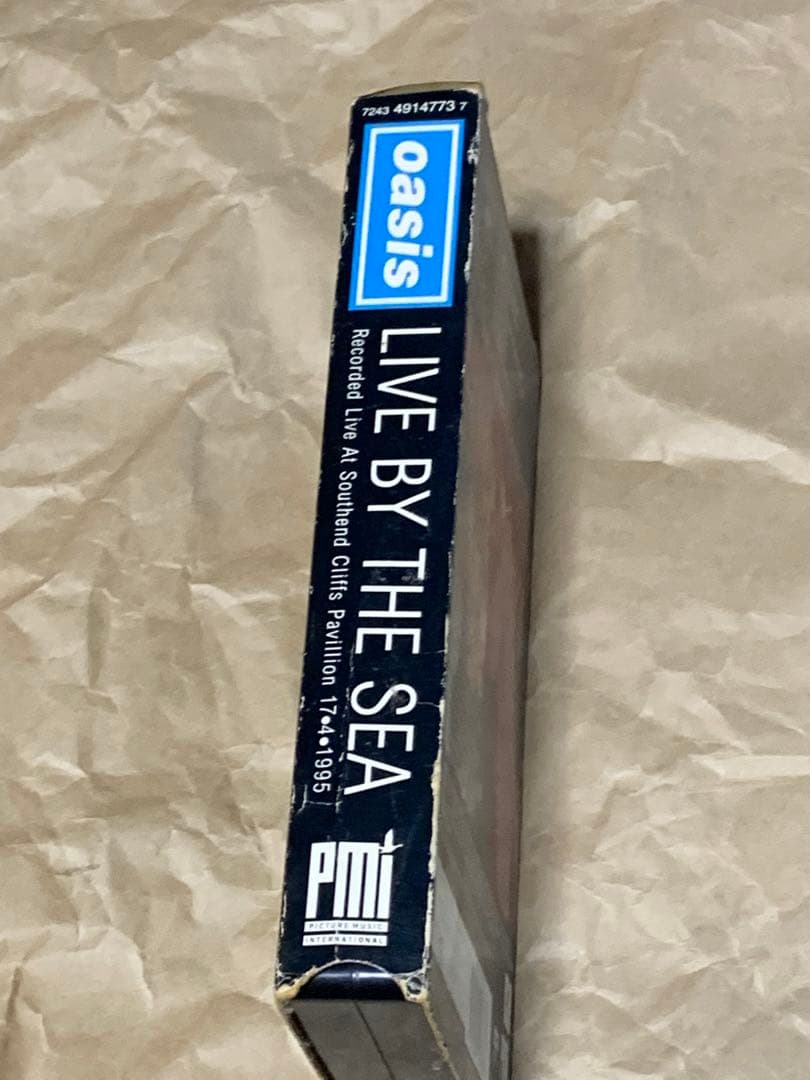 7243 4914773 7
oasis
LIVE BY THE SEA
Recorded Live At Southend Cliffs Pavillion 17•4•1995
PMI
PICTURE MUSIC
INTERNATIONAL